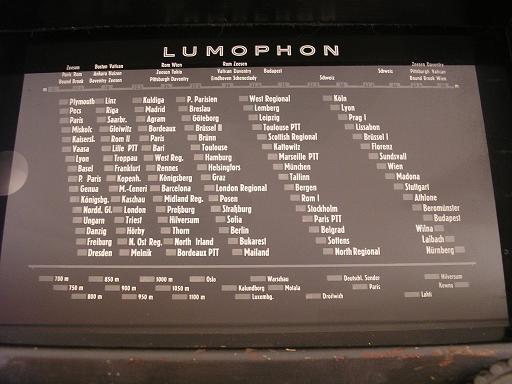 LUMOPHON
Zeesen Boston Vatikan Rom Wien Rom Zeesen Zeesen Daventry
Paris Rom Ankara Huizen Zeesen Tokio Vatikan Daventry Budapest Schweiz Pittsburgh Vatikan
Bound Brook Daventry Zeesen Pittsburgh Daventry Eindhoven Schenectady Schweiz Bound Brook Wien
m m
Plymouth Linz Kuldiga P. Parisien West Regional Köln
Pecs Riga Madrid Breslau Lemberg Lyon
Paris Saarbr. Agram Göteborg Leipzig Prag I
Miskolc Gleiwitz Bordeaux Brüssel II Toulouse PTT Lissabon
Kaisersl. Rom II Paris Brünn Scottish Regional Brüssel I
Vaasa Lille PTT Bari Toulouse Kattowitz Florenz
Lyon Troppau West Reg. Hamburg Marseille PTT Sundsvall
Basel Frankfurt Rennes Helsingfors München Wien
P. Paris Kopenh. Königsberg Graz Tallinn Madona
Genua M.-Ceneri Barcelona London Regional Bergen Stuttgart
Königsbg. Kaschau Midland Reg. Posen Rom I Athlone
Nordd. Gl. London Preßburg Straßburg Stockholm Beromünster
Ungarn Triest Hilversum Sofia Paris PTT Budapest
Danzig Hörby Thorn Berlin Belgrad Wilna
Freiburg N. Ost Reg. North Irland Bukarest Sottens Laibach
Dresden Melnik Bordeaux PTT Mailand North Regional Nürnberg
700 m 850 m 1000 m Oslo Warschau Deutschl. Sender Hilversum
750 m 900 m 1050 m Kalundborg Motala Paris Kowno
800 m 950 m 1100 m Luxembg. Droitwich Lahti